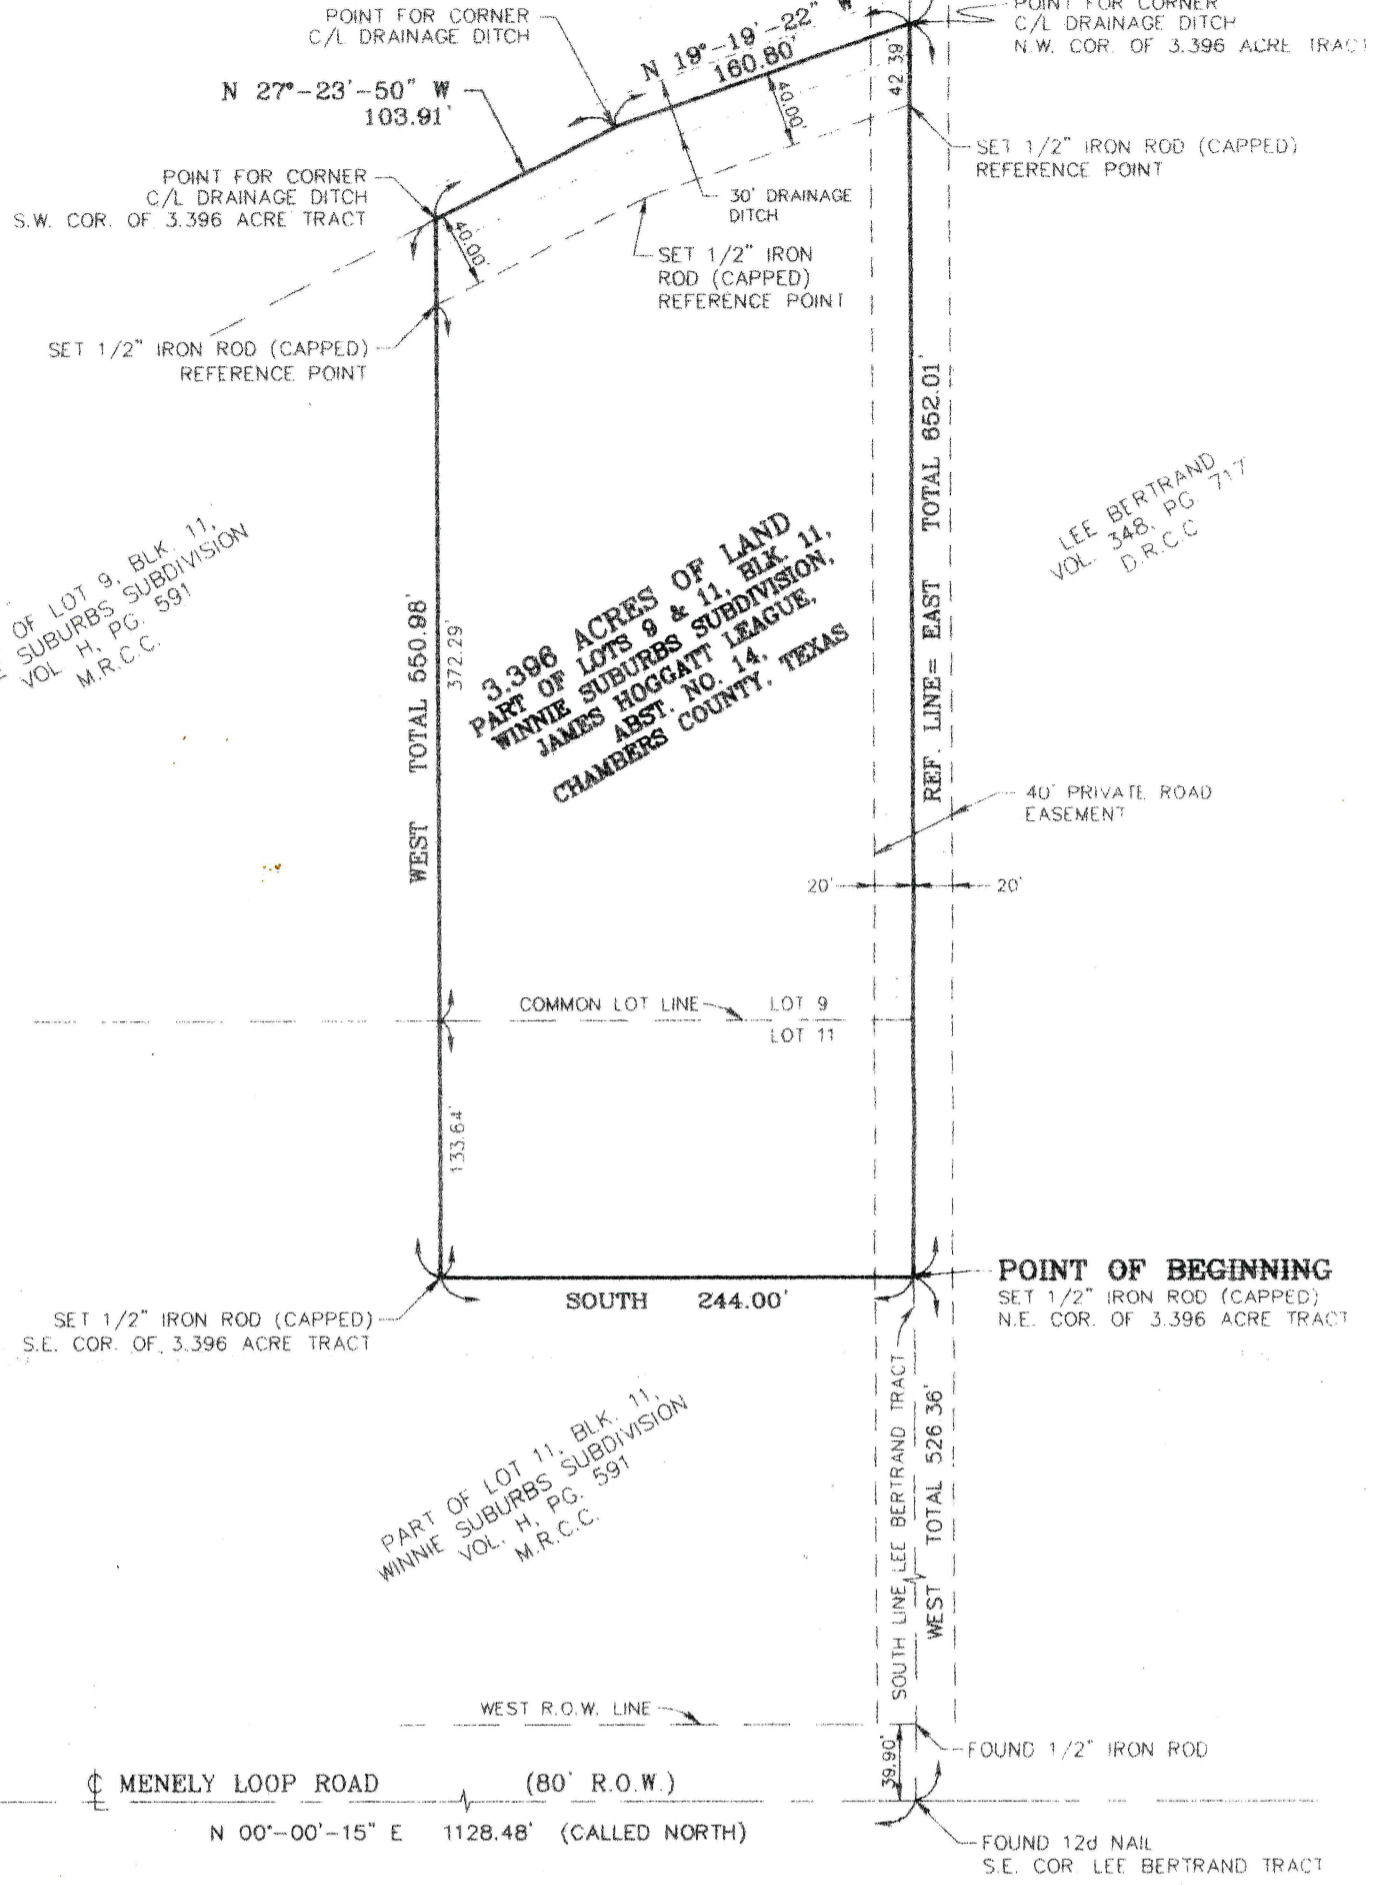 POINT FOR CORNER
C/L DRAINAGE DITCH
N 19°-19'-22" W
160.80'
POINT FOR CORNER
C/L DRAINAGE DITCH
N.W. COR. OF 3.396 ACRE TRACT
N 27°-23'-50" W
103.91'
42.39'
40.00'
SET 1/2" IRON ROD (CAPPED)
REFERENCE POINT
POINT FOR CORNER
C/L DRAINAGE DITCH
S.W. COR. OF 3.396 ACRE TRACT
30' DRAINAGE
DITCH
40.00'
SET 1/2" IRON
ROD (CAPPED)
REFERENCE POINT
SET 1/2" IRON ROD (CAPPED)
REFERENCE POINT
OF LOT 9, BLK. 11,
SUBURBS SUBDIVISION
VOL H, PG. 591
M.R.C.C.
WEST TOTAL 550.98'
372.29'
3.396 ACRES OF LAND
PART OF LOTS 9 & 11, BLK. 11,
WINNIE SUBURBS SUBDIVISION,
JAMES HOGGATT LEAGUE,
ABST. NO. 14,
CHAMBERS COUNTY, TEXAS
REF. LINE= EAST TOTAL 652.01'
LEE BERTRAND
VOL. 348, PG. 717
D.R.C.C
40' PRIVATE ROAD
EASEMENT
20'
20'
COMMON LOT LINE
LOT 9
LOT 11
133.64'
POINT OF BEGINNING
SET 1/2" IRON ROD (CAPPED)
N.E. COR. OF 3.396 ACRE TRACT
SOUTH 244.00'
SET 1/2" IRON ROD (CAPPED)
S.E. COR. OF 3.396 ACRE TRACT
PART OF LOT 11, BLK. 11,
WINNIE SUBURBS SUBDIVISION
VOL. H, PG. 591
M.R.C.C.
SOUTH LINE LEE BERTRAND TRACT
WEST TOTAL 526.36'
WEST R.O.W. LINE
39.90'
FOUND 1/2" IRON ROD
℄ MENELY LOOP ROAD (80' R.O.W.)
N 00°-00'-15" E 1128.48' (CALLED NORTH)
FOUND 12d NAIL
S.E. COR LEE BERTRAND TRACT